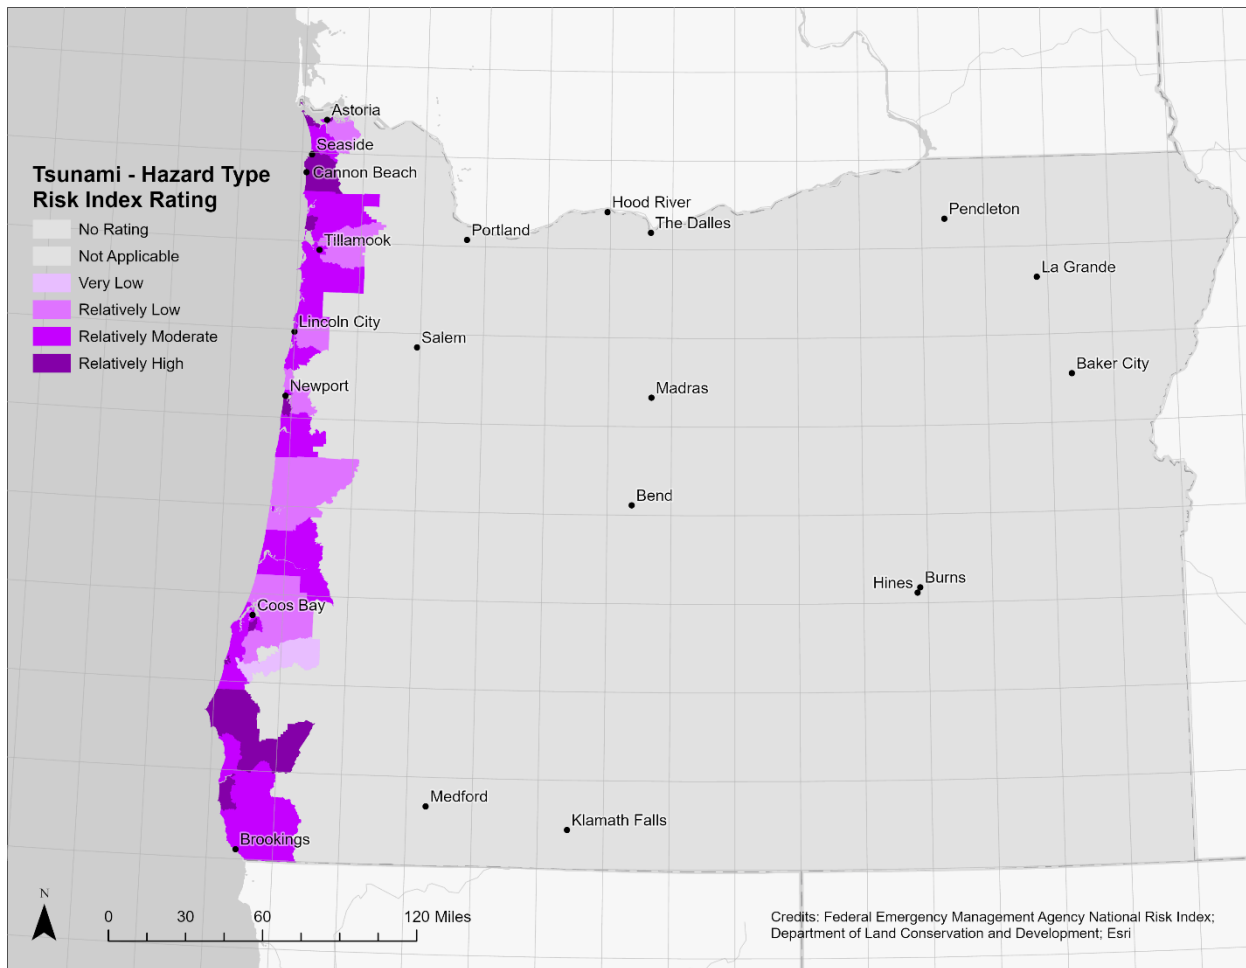 Astoria
Seaside
Tsunami - Hazard Type
Risk Index Rating
Cannon Beach
No Rating
Not Applicable
Very Low
Relatively Low
Relatively Moderate
Relatively High
Hood River
The Dalles
Pendleton
Portland
Tillamook
La Grande
Lincoln City
Salem
Baker City
Newport
Madras
Bend
Hines
Burns
Coos Bay
Medford
Klamath Falls
Brookings
N
0 30 60 120 Miles
Credits: Federal Emergency Management Agency National Risk Index;
Department of Land Conservation and Development; Esri